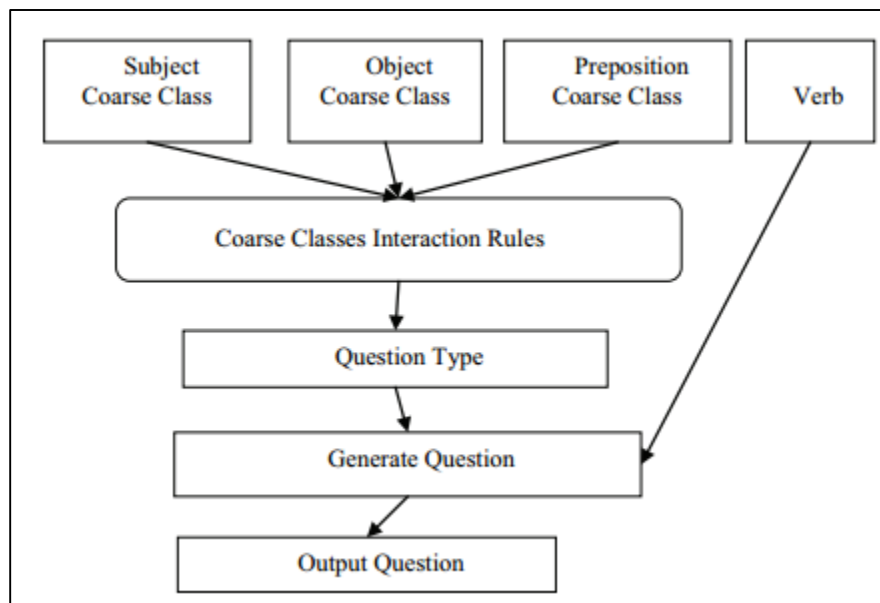 Subject
Coarse Class
Object
Coarse Class
Preposition
Coarse Class
Verb
Coarse Classes Interaction Rules
Question Type
Generate Question
Output Question